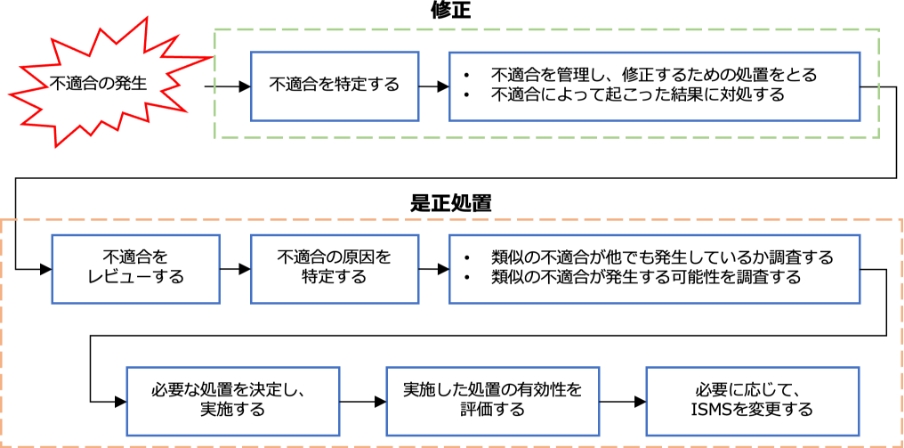 修正
不適合の発生
不適合を特定する
• 不適合を管理し、修正するための処置をとる
• 不適合によって起こった結果に対処する
是正処置
不適合を
レビューする
不適合の原因を
特定する
• 類似の不適合が他でも発生しているか調査する
• 類似の不適合が発生する可能性を調査する
必要な処置を決定し、
実施する
実施した処置の有効性を
評価する
必要に応じて、
ISMSを変更する